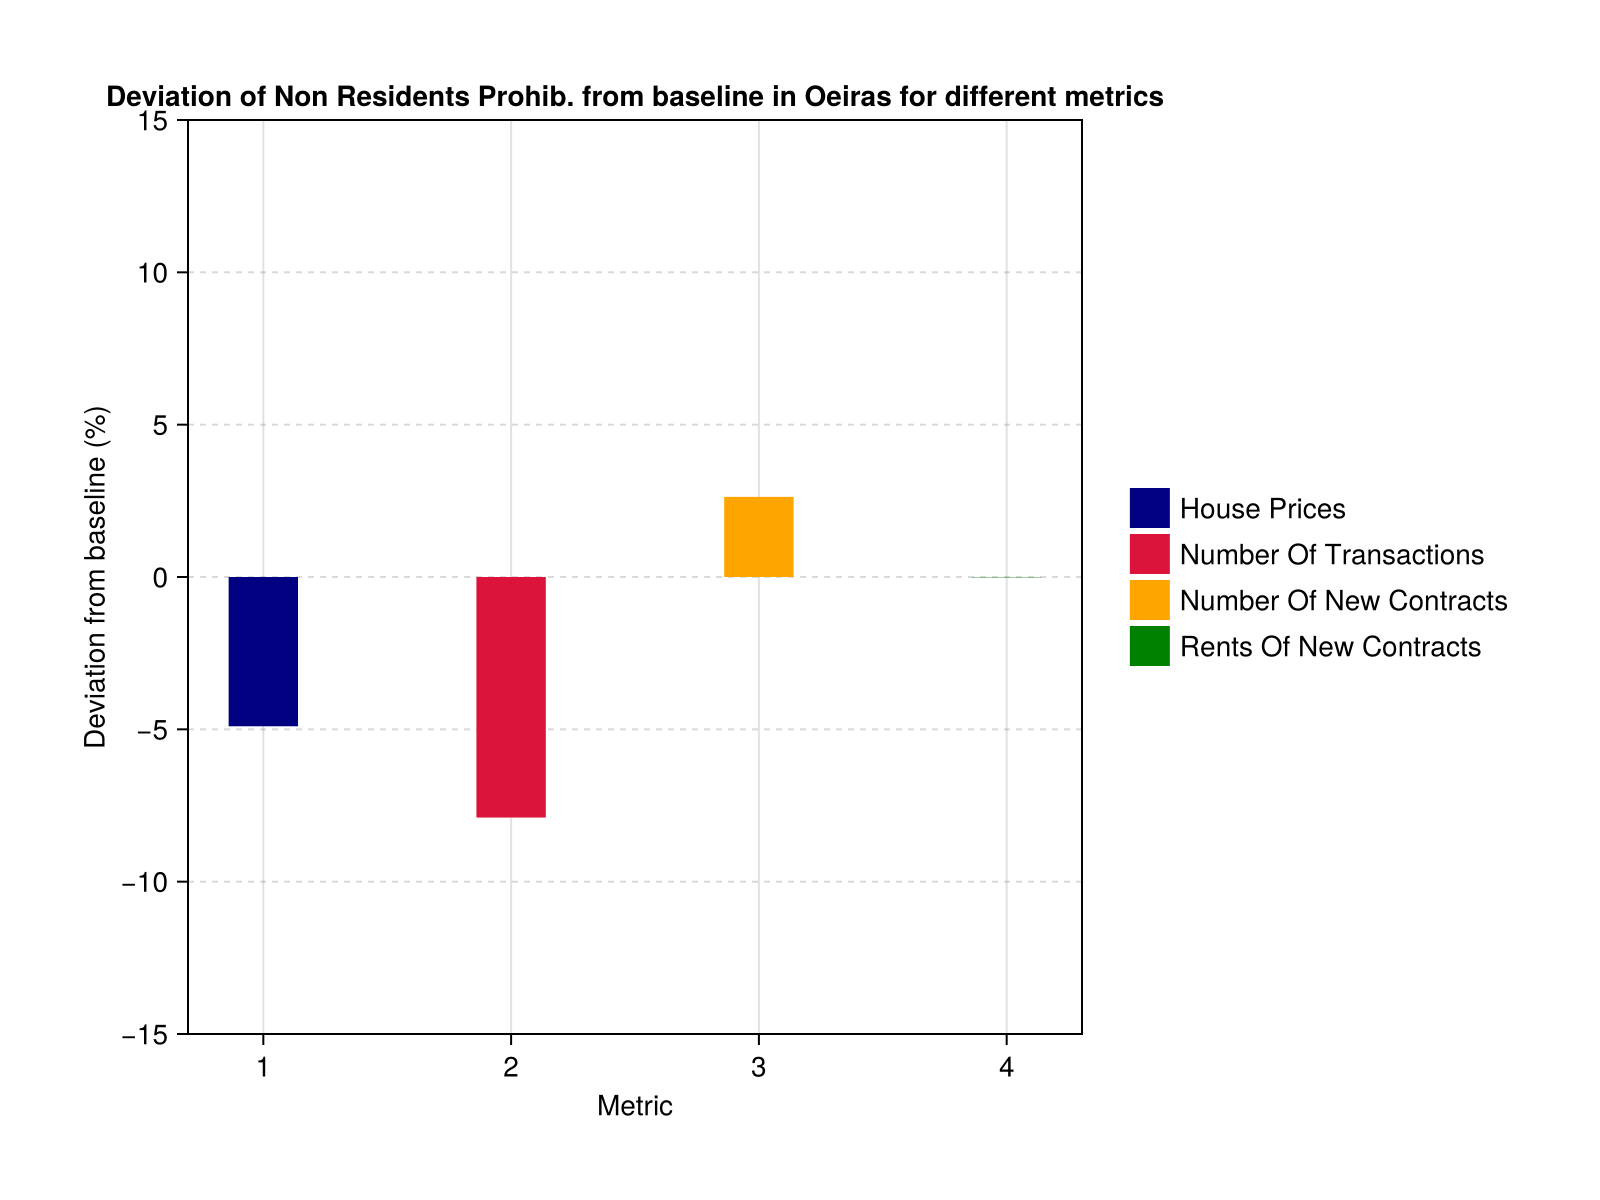 Deviation of Non Residents Prohib. from baseline in Oeiras for different metrics
15
10
5
0
−5
−10
−15
Deviation from baseline (%)
1 2 3 4
Metric
House Prices
Number Of Transactions
Number Of New Contracts
Rents Of New Contracts